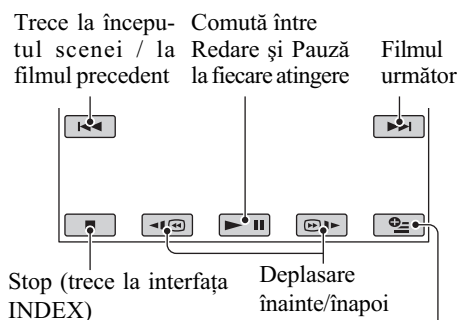 Trece la începu-
tul scenei / la
filmul precedent
Comută între
Redare şi Pauză
la fiecare atingere
Filmul
următor
Stop (trece la interfaţa
INDEX)
Deplasare
înainte/înapoi